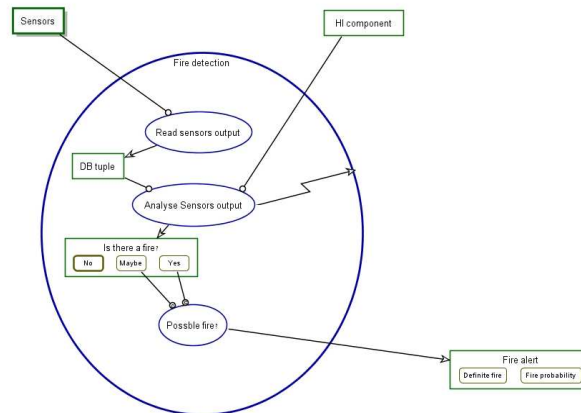 Sensors
HI component
Fire detection
Read sensors output
DB tuple
Analyse Sensors output
Is there a fire?
No Maybe Yes
Possble fire?
Fire alert
Definite fire Fire probability